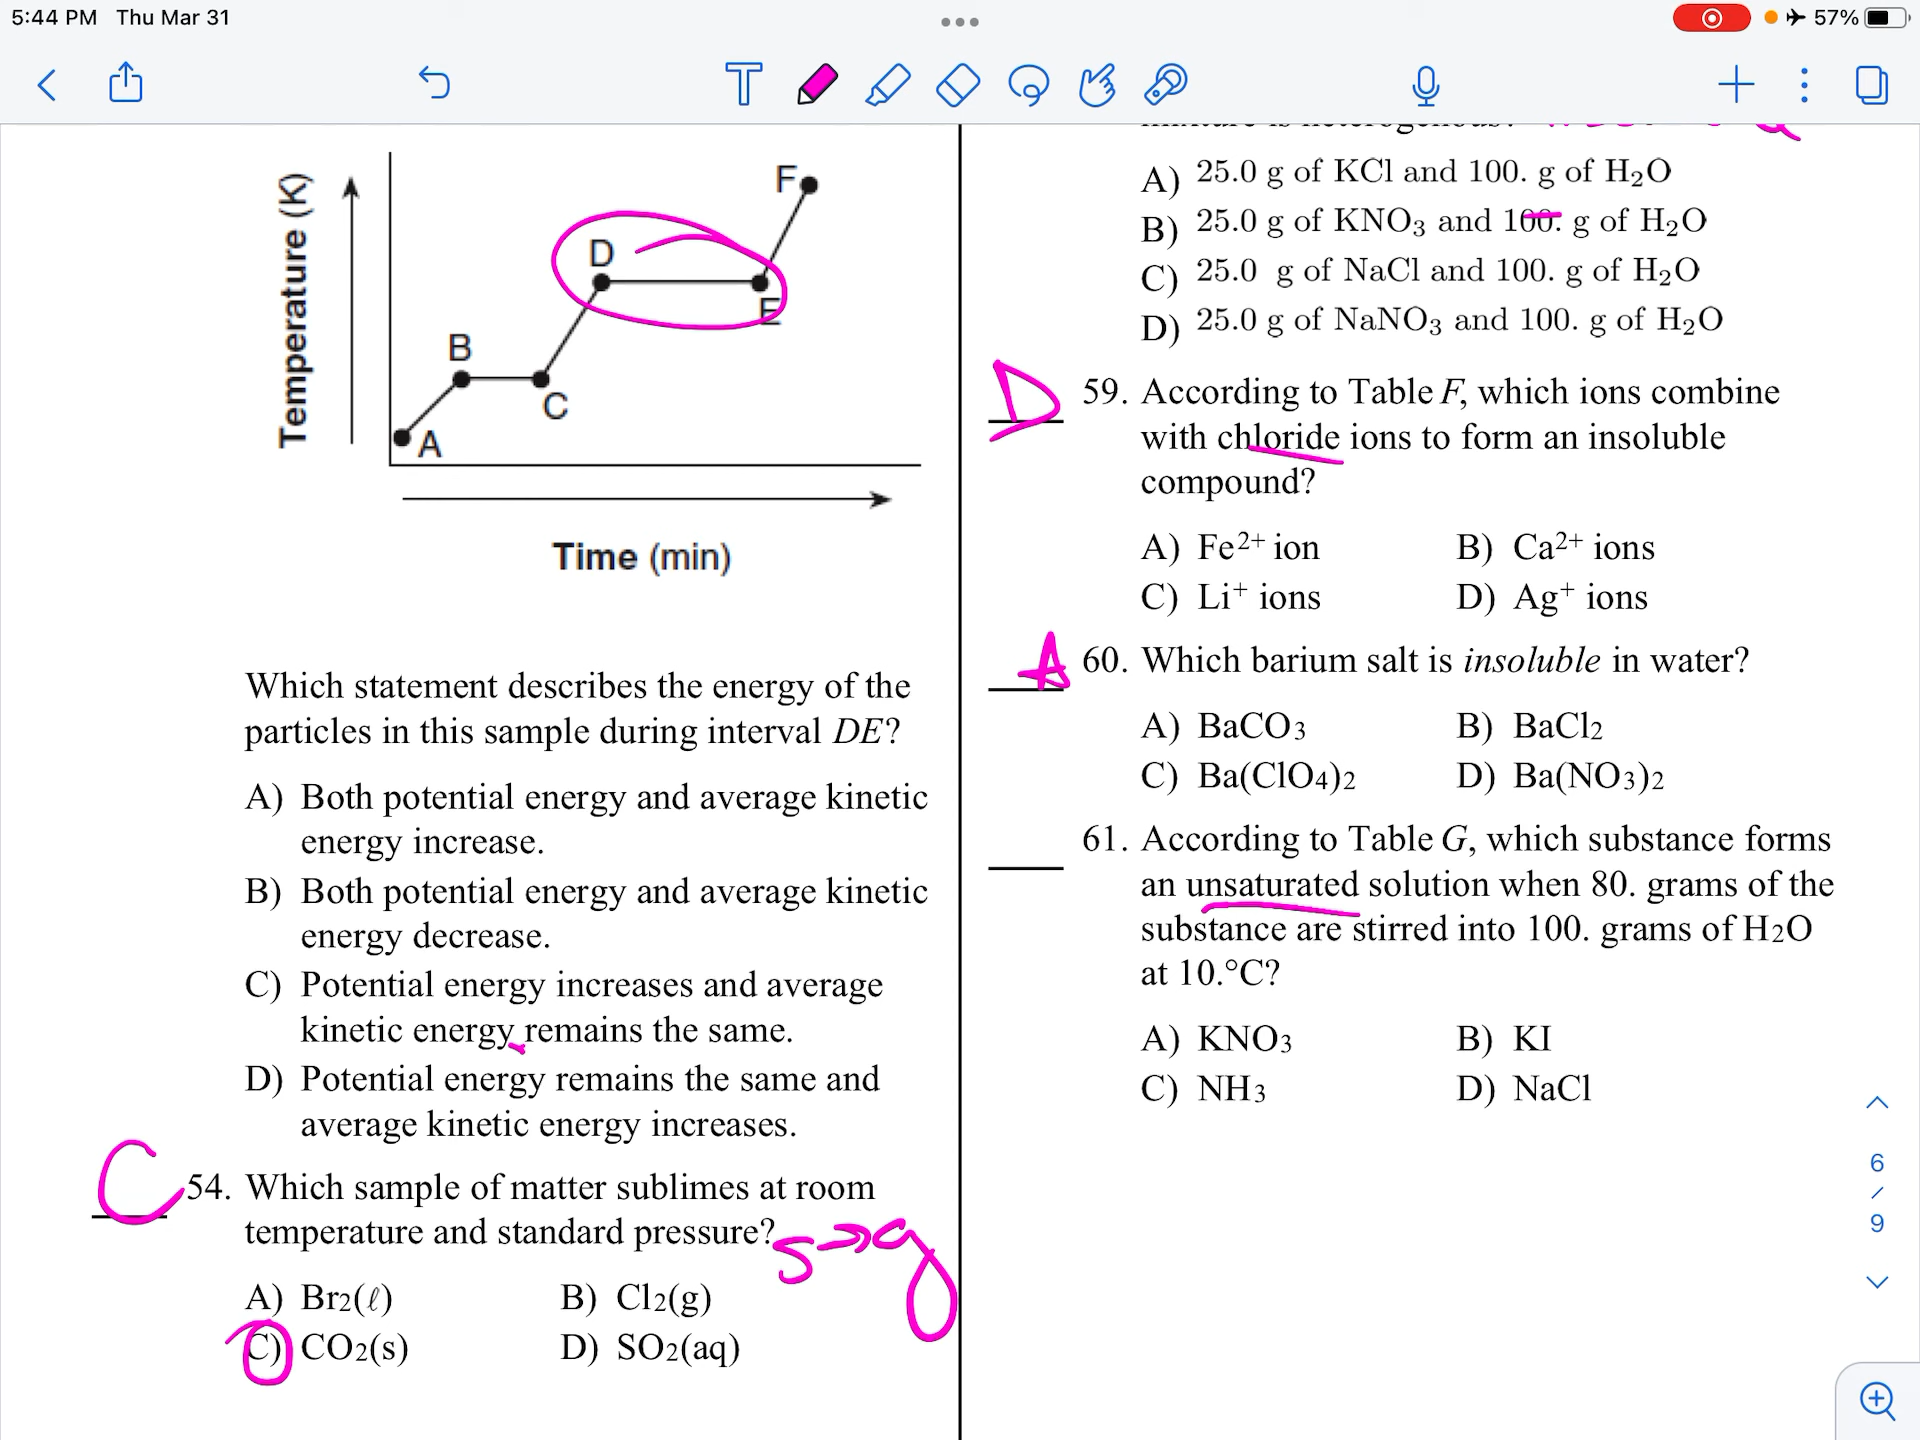 5:44 PM Thu Mar 31
57%
Temperature (K)
A
B
C
D
E
F
Time (min)
Which statement describes the energy of the
particles in this sample during interval DE?
A) Both potential energy and average kinetic
energy increase.
B) Both potential energy and average kinetic
energy decrease.
C) Potential energy increases and average
kinetic energy remains the same.
D) Potential energy remains the same and
average kinetic energy increases.
C 54. Which sample of matter sublimes at room
temperature and standard pressure?
s→g
A) Br2(ℓ) B) Cl2(g)
C) CO2(s) D) SO2(aq)
A) 25.0 g of KCl and 100. g of H₂O
B) 25.0 g of KNO₃ and 100. g of H₂O
C) 25.0 g of NaCl and 100. g of H₂O
D) 25.0 g of NaNO₃ and 100. g of H₂O
D 59. According to Table F, which ions combine
with chloride ions to form an insoluble
compound?
A) Fe²⁺ ion B) Ca²⁺ ions
C) Li⁺ ions D) Ag⁺ ions
A 60. Which barium salt is insoluble in water?
A) BaCO3 B) BaCl2
C) Ba(ClO4)2 D) Ba(NO3)2
61. According to Table G, which substance forms
an unsaturated solution when 80. grams of the
substance are stirred into 100. grams of H2O
at 10.°C?
A) KNO3 B) KI
C) NH3 D) NaCl
6
/
9